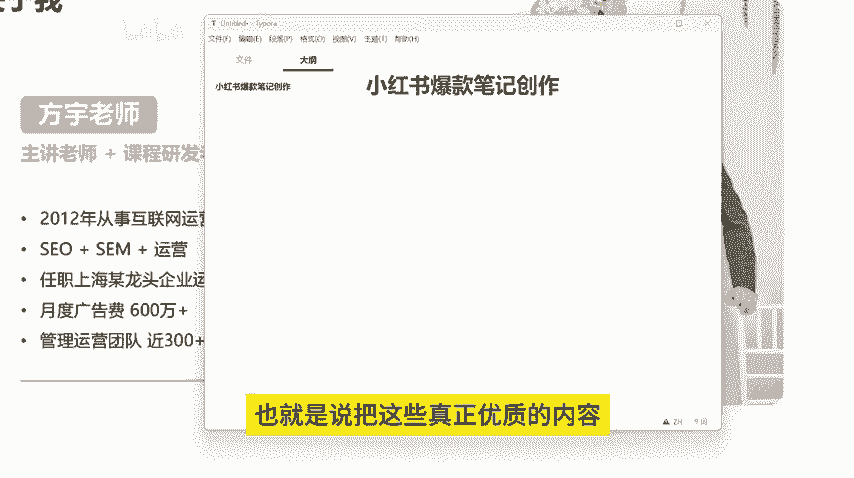 Untitled• - Typora
文件(F) 编辑(E) 段落(P) 格式(O) 视图(V) 主题(T) 帮助(H)
文件 大纲
小红书爆款笔记创作
小红书爆款笔记创作
方宇老师
主讲老师 + 课程研发
• 2012年从事互联网运营
• SEO + SEM + 运营
• 任职上海某龙头企业运
• 月度广告费 600万+
• 管理运营团队 近300+
也就是说把这些真正优质的内容
ZH 9 词